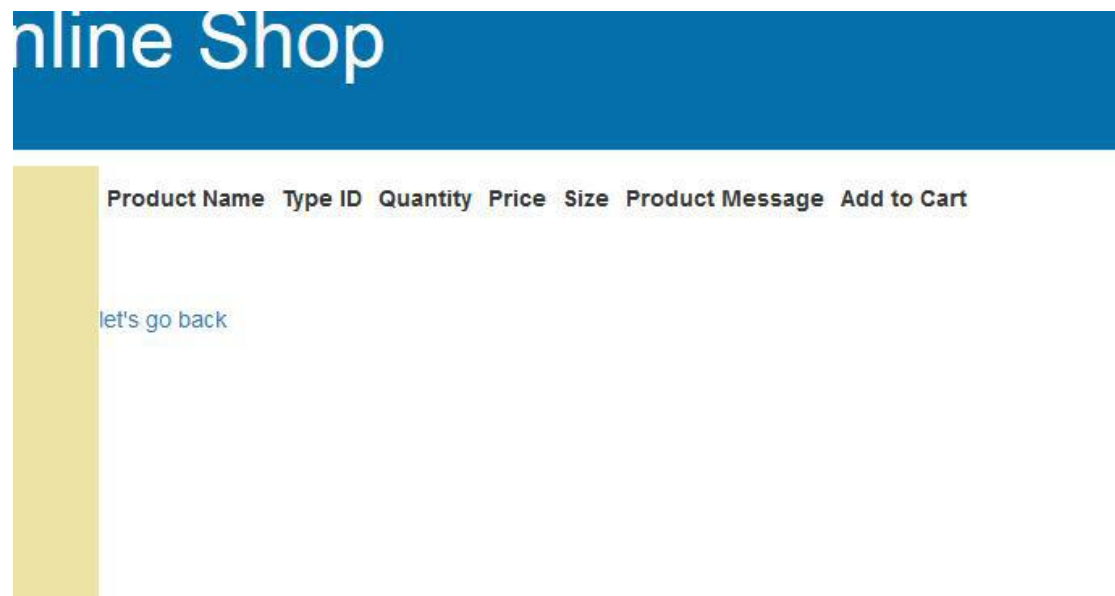 nline Shop
Product Name Type ID Quantity Price Size Product Message Add to Cart
let's go back